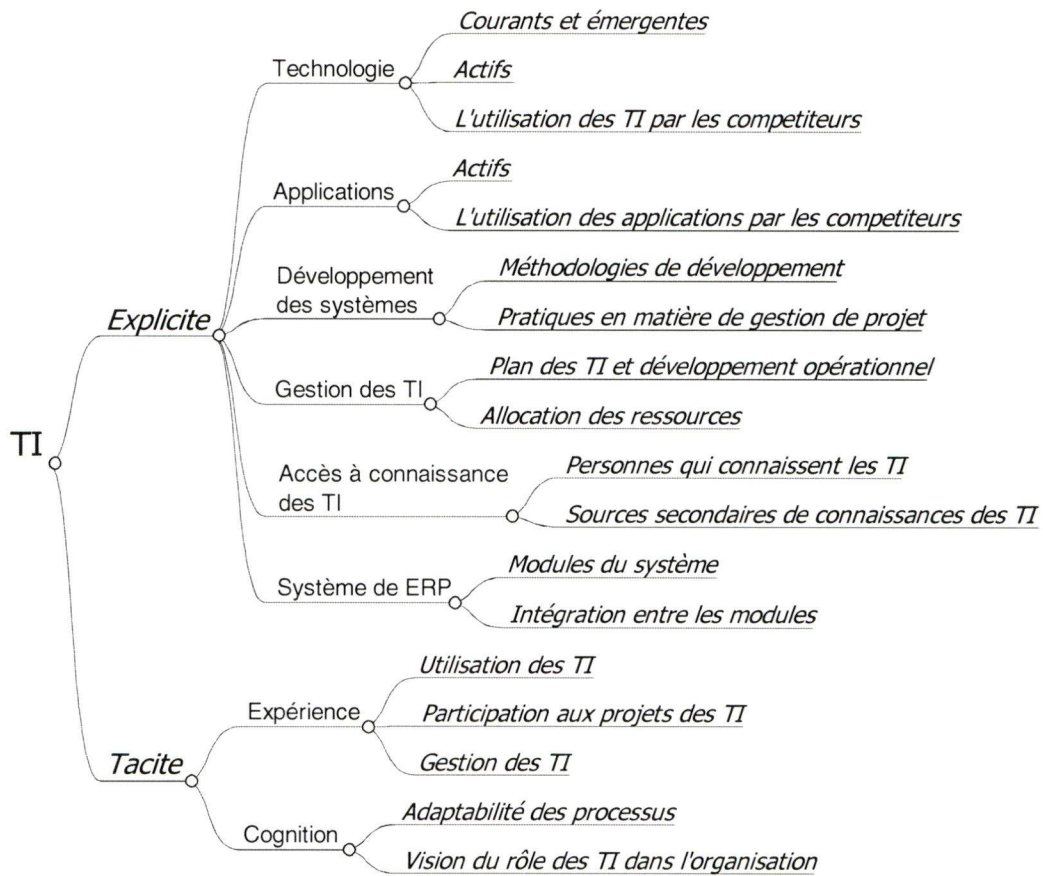 TI
Explicite
Technologie
Courants et émergentes
Actifs
L'utilisation des TI par les competiteurs
Applications
Actifs
L'utilisation des applications par les competiteurs
Développement
des systèmes
Méthodologies de développement
Pratiques en matière de gestion de projet
Gestion des TI
Plan des TI et développement opérationnel
Allocation des ressources
Accès à connaissance
des TI
Personnes qui connaissent les TI
Sources secondaires de connaissances des TI
Système de ERP
Modules du système
Intégration entre les modules
Tacite
Expérience
Utilisation des TI
Participation aux projets des TI
Gestion des TI
Cognition
Adaptabilité des processus
Vision du rôle des TI dans l'organisation